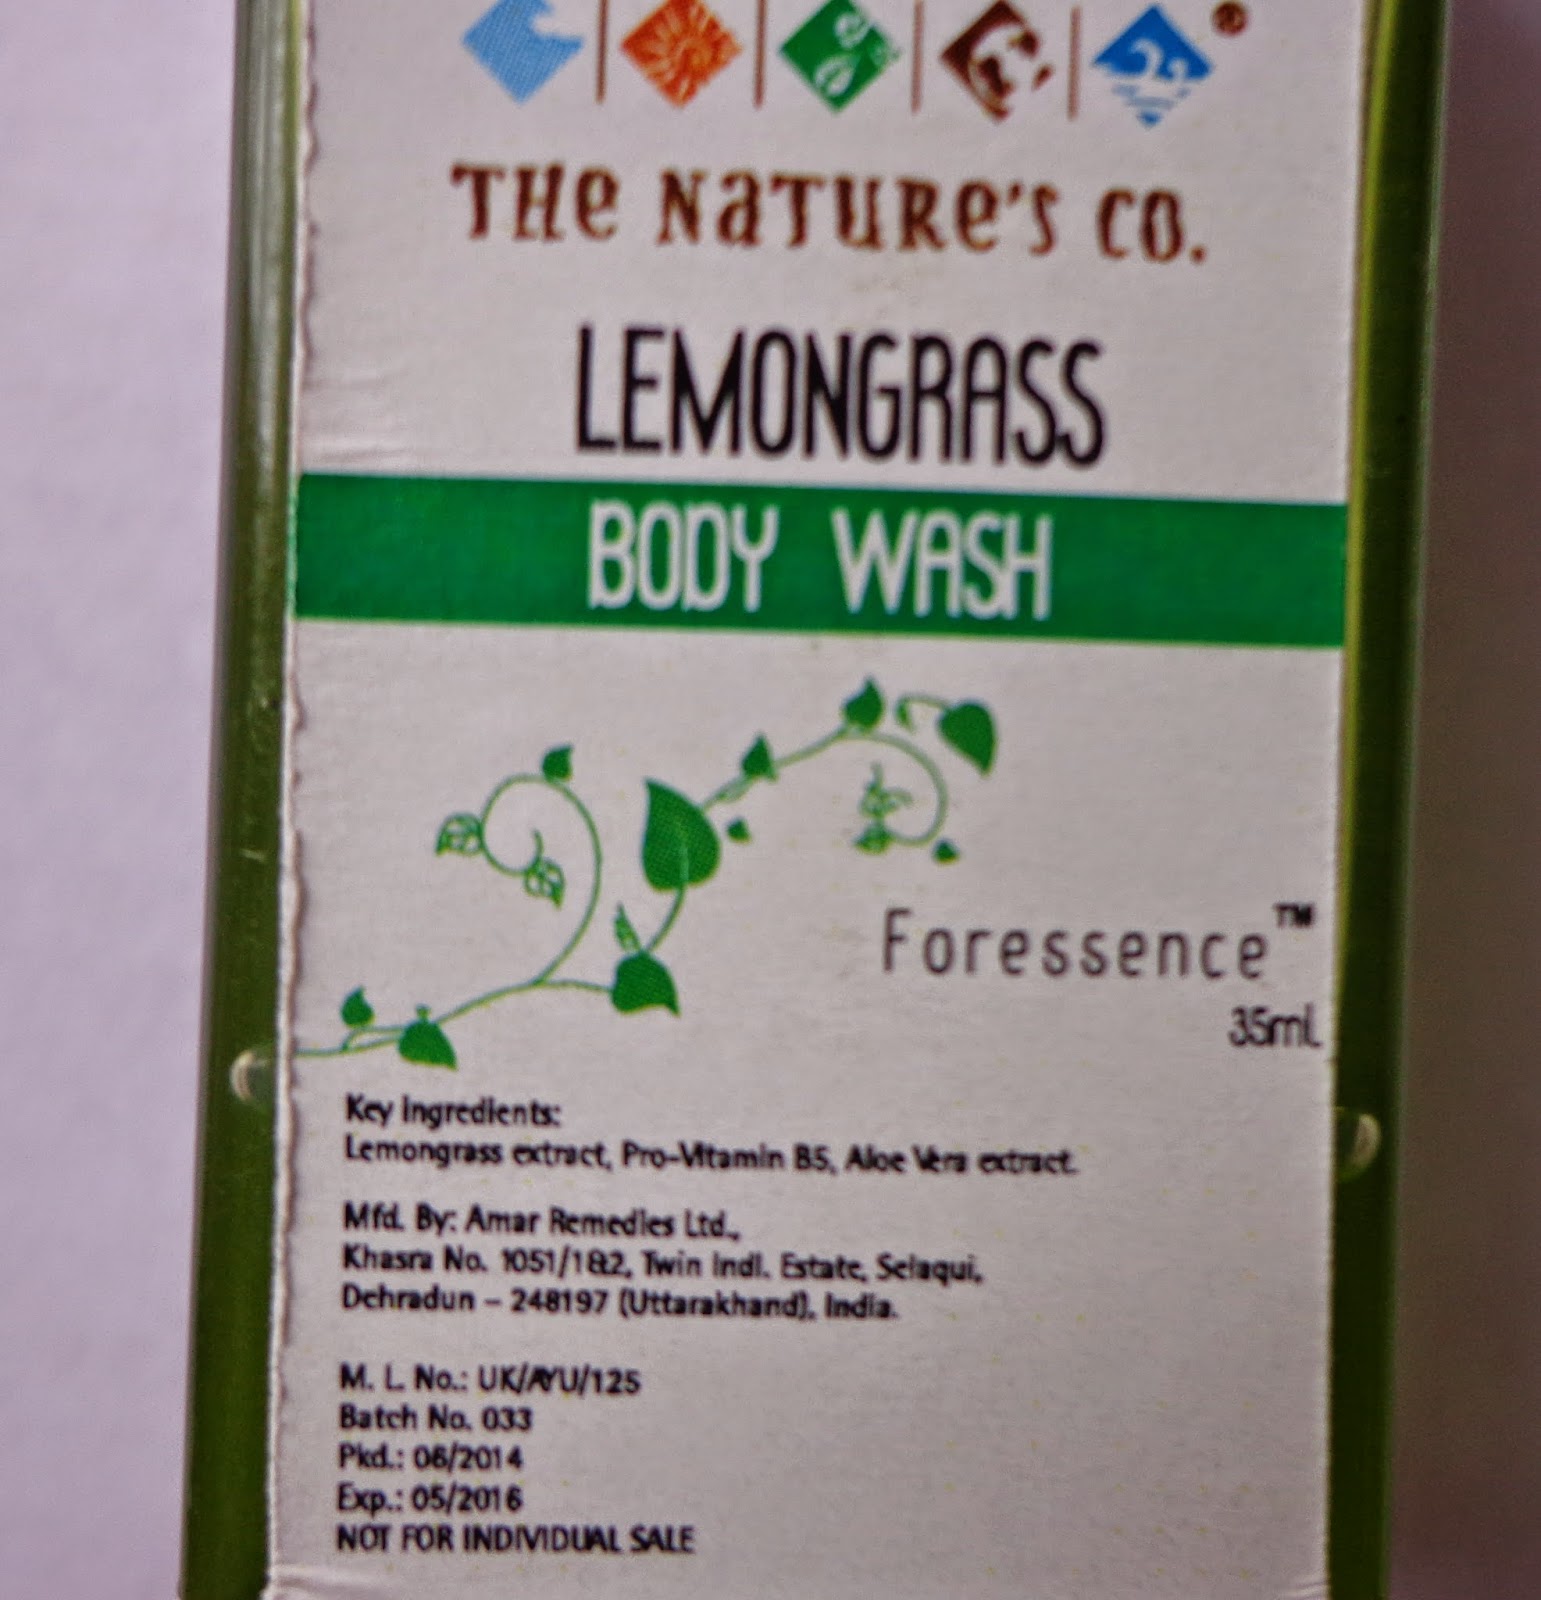 THE NATURE'S CO.
LEMONGRASS
BODY WASH
Foressence™
35ml
Key Ingredients:
Lemongrass extract, Pro-Vitamin B5, Aloe Vera extract.
Mfd. By: Amar Remedies Ltd.,
Khasra No. 1051/1&2, Twin Indl. Estate, Selaqui,
Dehradun – 248197 (Uttarakhand), India.
M. L. No.: UK/AYU/125
Batch No. 033
Pkd.: 06/2014
Exp.: 05/2016
NOT FOR INDIVIDUAL SALE